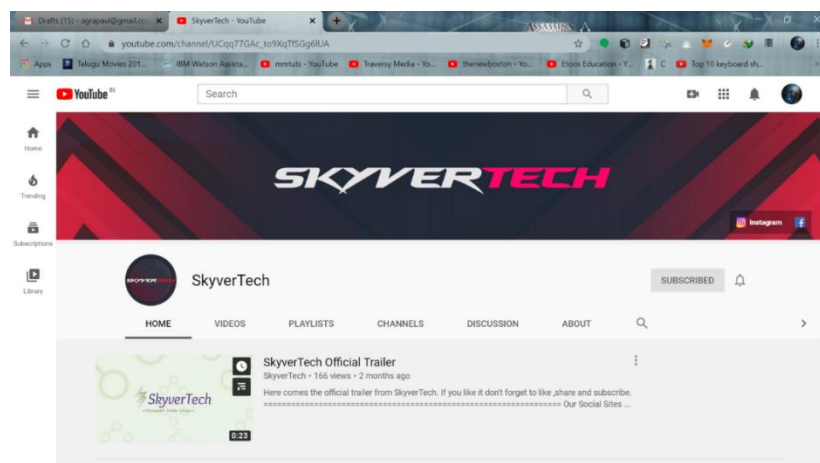 Drafts (15) - agrapavi@gmail.co
SkyverTech - YouTube
ASSASSIN'S
youtube.com/channel/UCqq77GAc_to9XqTfSGg6IUA
Apps
Telugu Movies 201...
IBM Watson Assista...
mmtuts - YouTube
Traversy Media - Yo...
thenewboston - Yo...
Etoos Education - Y...
C
Top 10 keyboard sh...
YouTube IN
Search
Home
Trending
Subscriptions
Library
SKYVERTECH
Instagram
SKYVERTECH
SkyverTech
SUBSCRIBED
HOME VIDEOS PLAYLISTS CHANNELS DISCUSSION ABOUT
SkyverTech
0:23
SkyverTech Official Trailer
SkyverTech • 166 views • 2 months ago
Here comes the official trailer from SkyverTech. If you like it don't forget to like ,share and subscribe.
============================================================ Our Social Sites ...